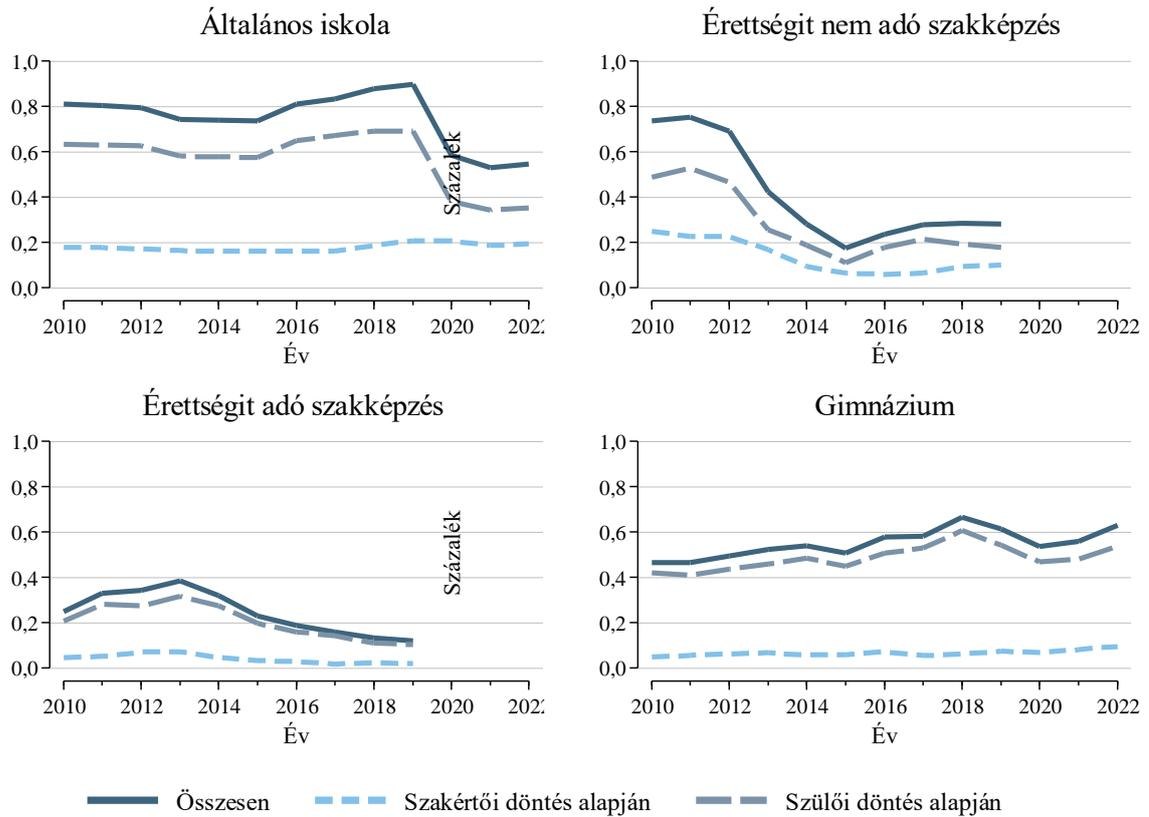 Általános iskola
1,0
0,8
0,6
0,4
0,2
0,0
2010 2012 2014 2016 2018 2020 2022
Év
Százalék
Érettségit nem adó szakképzés
1,0
0,8
0,6
0,4
0,2
0,0
2010 2012 2014 2016 2018 2020 2022
Év
Érettségit adó szakképzés
1,0
0,8
0,6
0,4
0,2
0,0
2010 2012 2014 2016 2018 2020 2022
Év
Százalék
Gimnázium
1,0
0,8
0,6
0,4
0,2
0,0
2010 2012 2014 2016 2018 2020 2022
Év
Összesen Szakértői döntés alapján Szülői döntés alapján